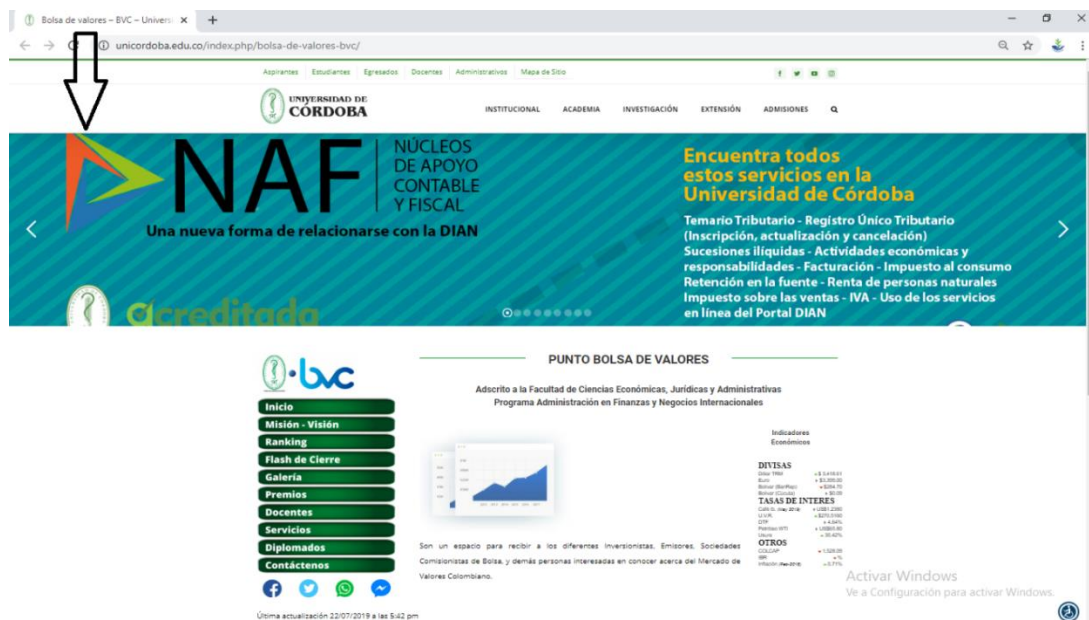 Bolsa de valores – BVC – Universi
unicordoba.edu.co/index.php/bolsa-de-valores-bvc/
Aspirantes Estudiantes Egresados Docentes Administrativos Mapa de Sitio
UNIVERSIDAD DE
CÓRDOBA
INSTITUCIONAL ACADEMIA INVESTIGACIÓN EXTENSIÓN ADMISIONES
NAF
NÚCLEOS
DE APOYO
CONTABLE
Y FISCAL
Una nueva forma de relacionarse con la DIAN
acreditada
Encuentra todos
estos servicios en la
Universidad de Córdoba
Temario Tributario - Registro Único Tributario
(Inscripción, actualización y cancelación)
Sucesiones ilíquidas - Actividades económicas y
responsabilidades - Facturación - Impuesto al consumo
Retención en la fuente - Renta de personas naturales
Impuesto sobre las ventas - IVA - Uso de los servicios
en línea del Portal DIAN
bvc
Inicio
Misión - Visión
Ranking
Flash de Cierre
Galería
Premios
Docentes
Servicios
Diplomados
Contáctenos
Última actualización 22/07/2019 a las 5:42 pm
PUNTO BOLSA DE VALORES
Adscrito a la Facultad de Ciencias Económicas, Jurídicas y Administrativas
Programa Administración en Finanzas y Negocios Internacionales
Son un espacio para recibir a los diferentes Inversionistas, Emisores, Sociedades
Comisionistas de Bolsa, y demás personas interesadas en conocer acerca del Mercado de
Valores Colombiano.
Indicadores
Económicos
DIVISAS
Euro
TASAS DE INTERES
U.V.R.
DTF
Usura
OTROS
COLCAP
Activar Windows
Ve a Configuración para activar Windows.